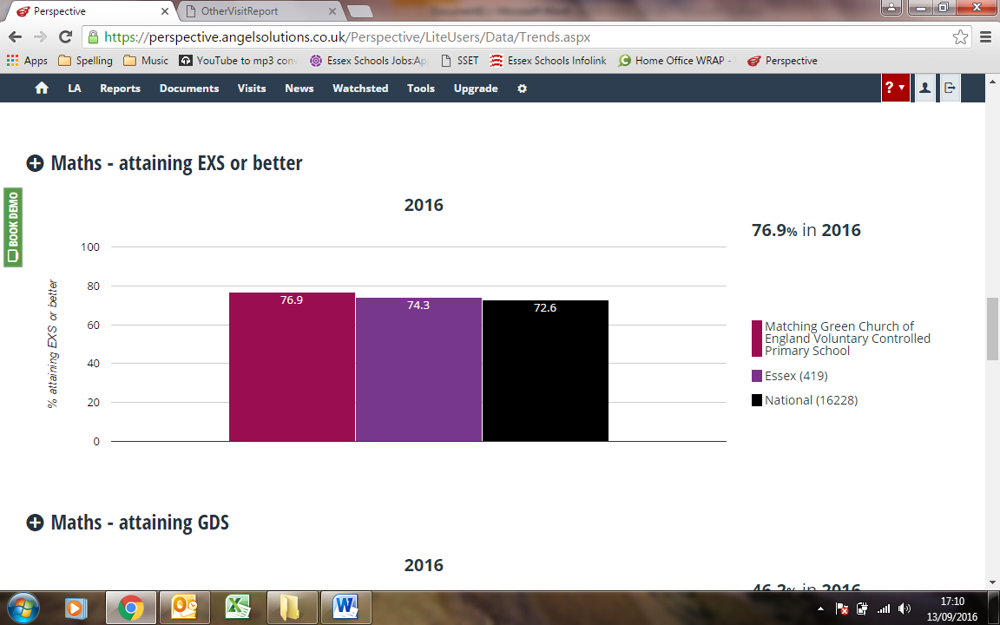 Perspective
OtherVisitReport
https://perspective.angelsolutions.co.uk/Perspective/LiteUsers/Data/Trends.aspx
Apps Spelling Music YouTube to mp3 conv Essex Schools Jobs:Ap SSET Essex Schools Infolink Home Office WRAP - Perspective
LA Reports Documents Visits News Watchsted Tools Upgrade ?
Maths - attaining EXS or better
BOOK DEMO
2016
76.9% in 2016
% attaining EXS or better
100
80
60
40
20
0
76.9
74.3
72.6
Matching Green Church of
England Voluntary Controlled
Primary School
Essex (419)
National (16228)
Maths - attaining GDS
2016
46.2% in 2016
17:10
13/09/2016